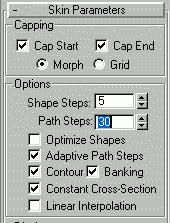 - Skin Parameters
Capping
Cap Start Cap End
Morph Grid
Options
Shape Steps: 5
Path Steps: 30
Optimize Shapes
Adaptive Path Steps
Contour Banking
Constant Cross-Section
Linear Interpolation